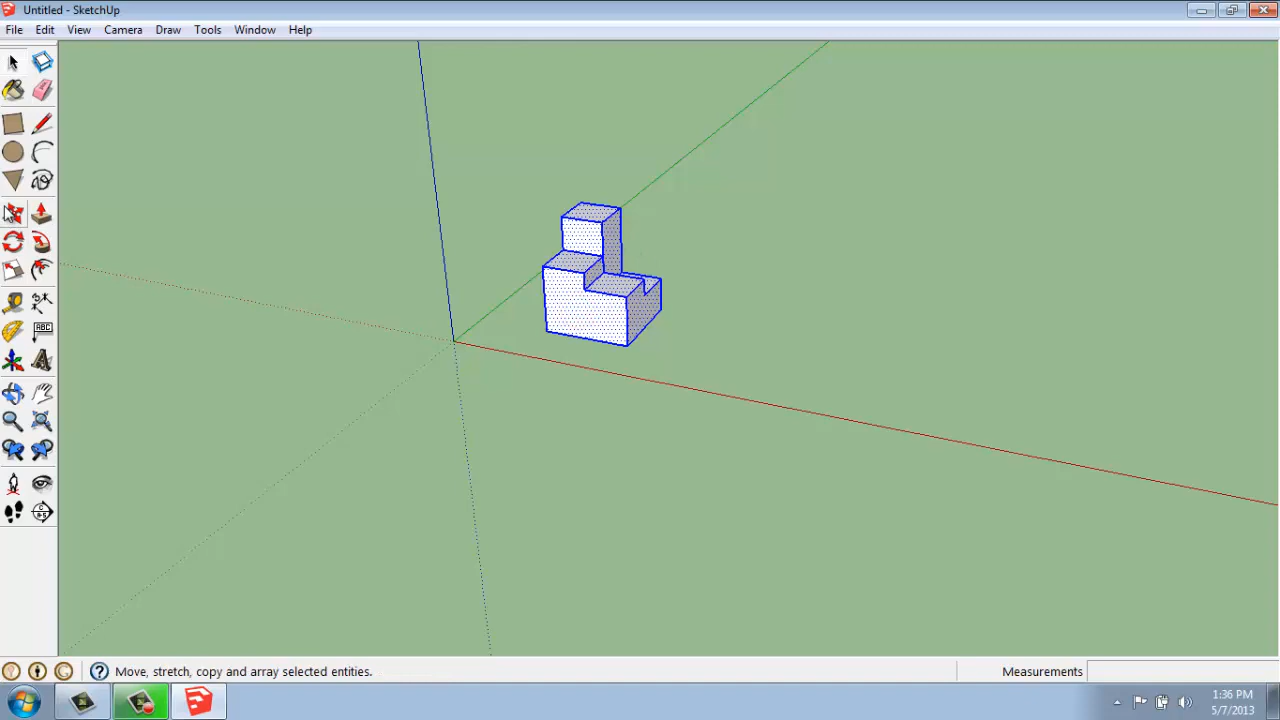 Untitled - SketchUp
File Edit View Camera Draw Tools Window Help
ABC
Move, stretch, copy and array selected entities. Measurements
1:36 PM
5/7/2013